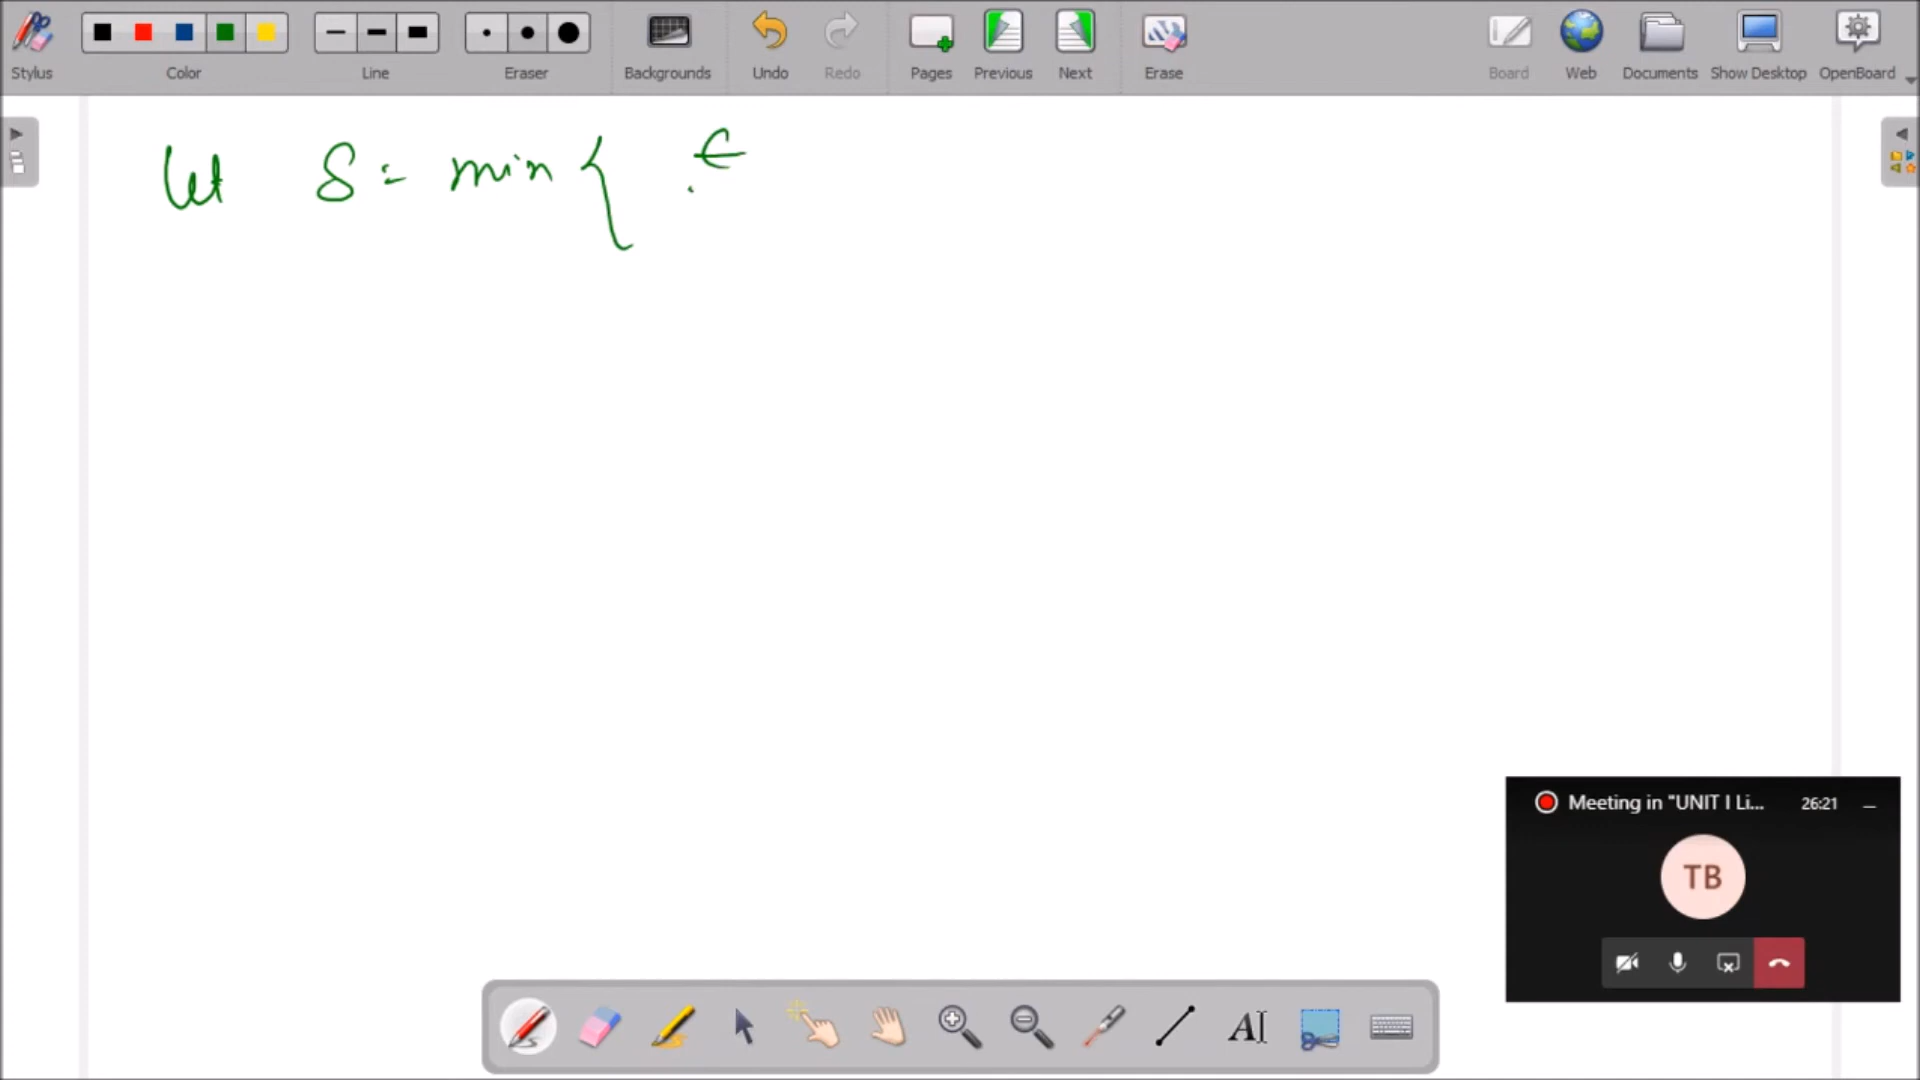 Stylus Color Line Eraser Backgrounds Undo Redo Pages Previous Next Erase Board Web Documents Show Desktop OpenBoard
Let δ = min { ϵ
Meeting in "UNIT I Li... 26:21
TB
AI